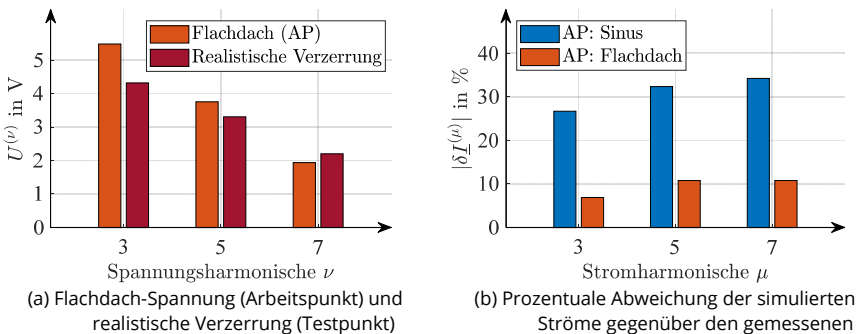 Flachdach (AP)
Realistische Verzerrung
U^(ν) in V
5
4
3
2
1
0
3 5 7
Spannungsharmonische ν
(a) Flachdach-Spannung (Arbeitspunkt) und
realistische Verzerrung (Testpunkt)
AP: Sinus
AP: Flachdach
|δI^(μ)| in %
40
30
20
10
0
3 5 7
Stromharmonische μ
(b) Prozentuale Abweichung der simulierten
Ströme gegenüber den gemessenen